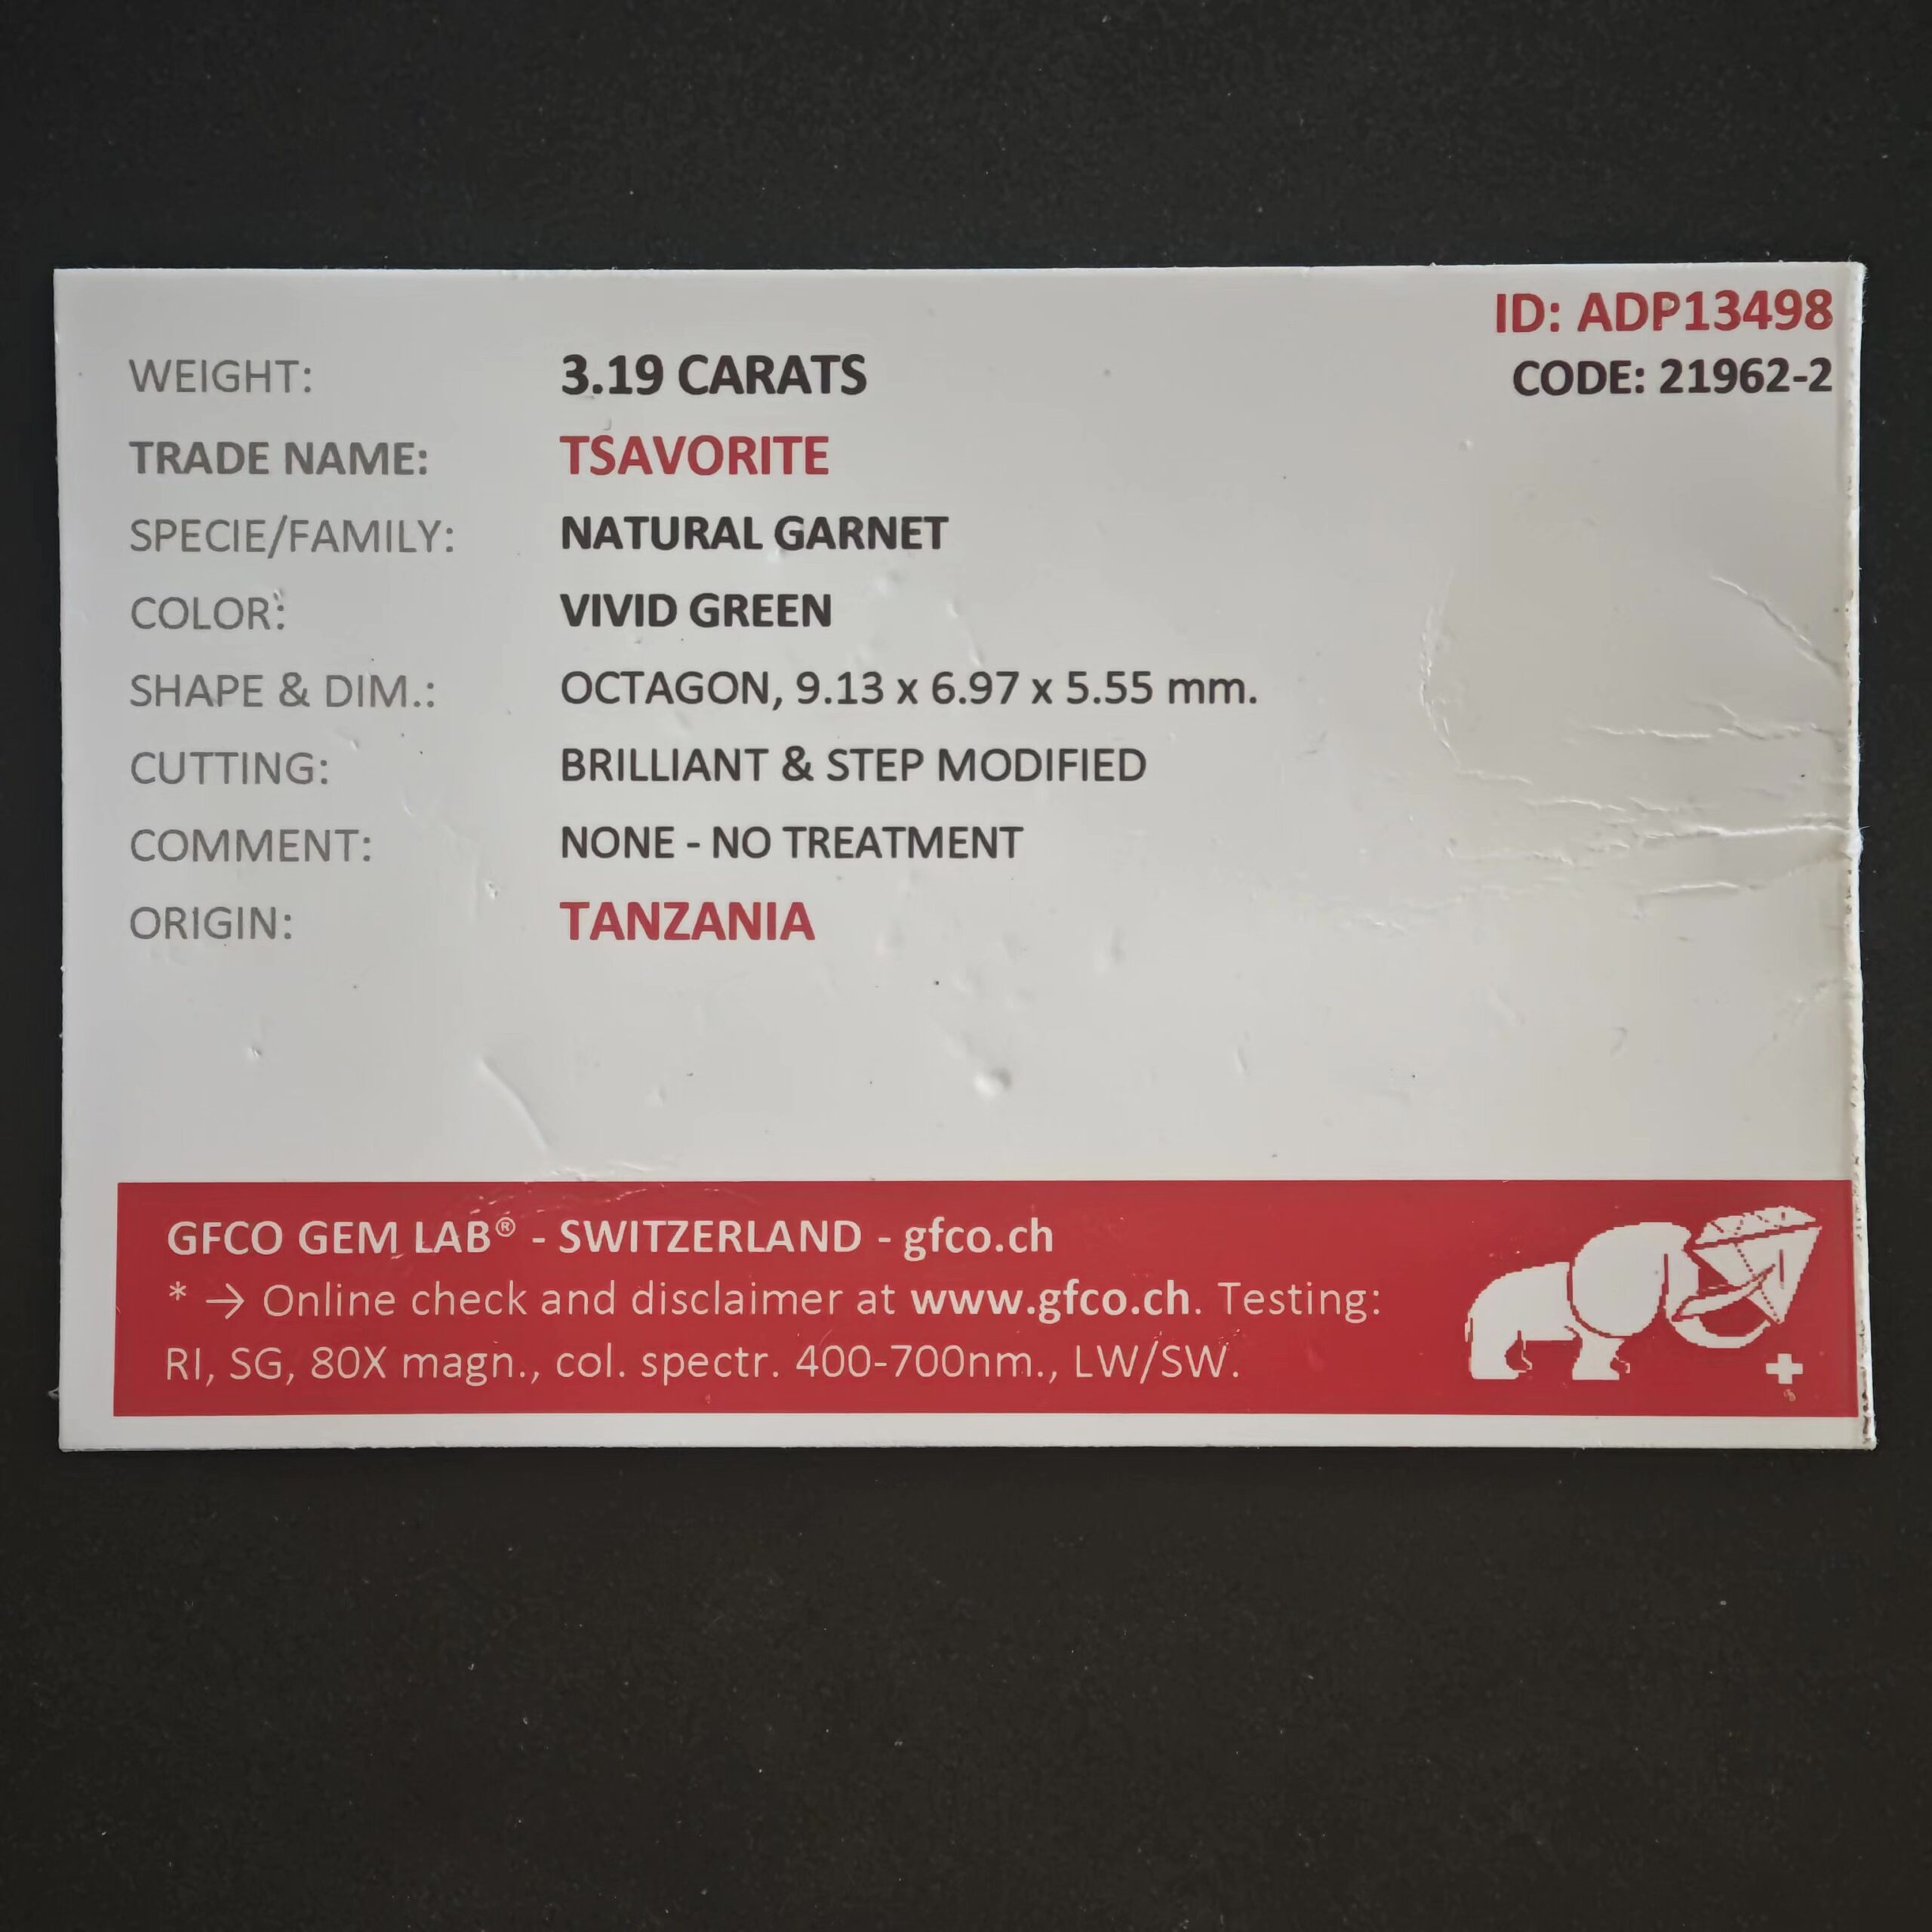 ID: ADP13498
WEIGHT: 3.19 CARATS CODE: 21962-2
TRADE NAME: TSAVORITE
SPECIE/FAMILY: NATURAL GARNET
COLOR: VIVID GREEN
SHAPE & DIM.: OCTAGON, 9.13 x 6.97 x 5.55 mm.
CUTTING: BRILLIANT & STEP MODIFIED
COMMENT: NONE - NO TREATMENT
ORIGIN: TANZANIA
GFCO GEM LAB® - SWITZERLAND - gfco.ch
* → Online check and disclaimer at www.gfco.ch. Testing:
RI, SG, 80X magn., col. spectr. 400-700nm., LW/SW.